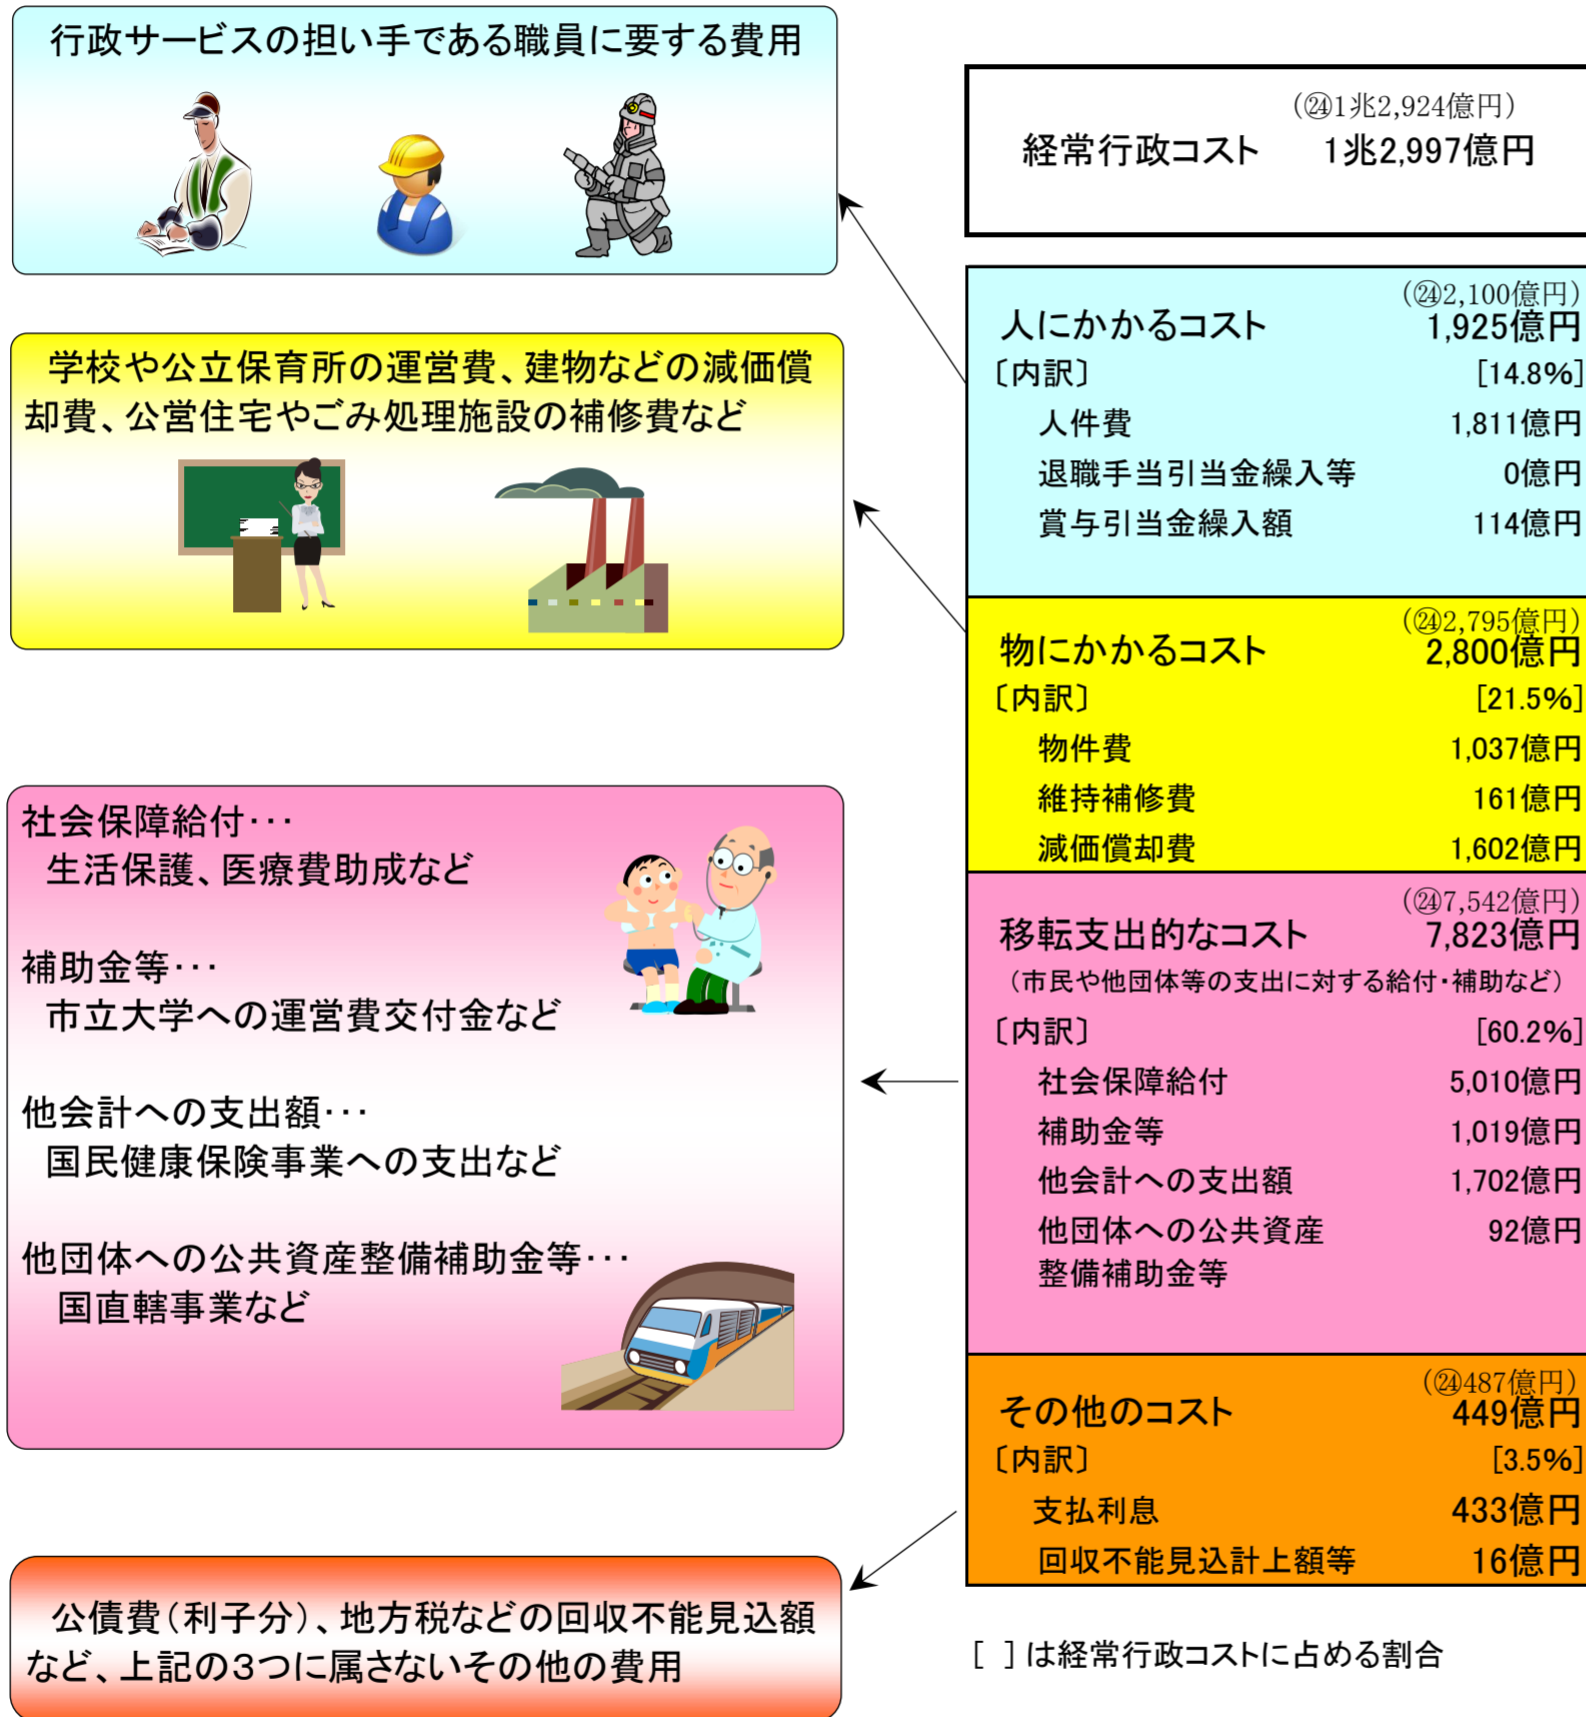 行政サービスの担い手である職員に要する費用
学校や公立保育所の運営費、建物などの減価償
却費、公営住宅やごみ処理施設の補修費など
社会保障給付･･･
生活保護、医療費助成など
補助金等･･･
市立大学への運営費交付金など
他会計への支出額･･･
国民健康保険事業への支出など
他団体への公共資産整備補助金等･･･
国直轄事業など
公債費（利子分）、地方税などの回収不能見込額
など、上記の３つに属さないその他の費用
（㉔1兆2,924億円）
経常行政コスト 1兆2,997億円
（㉔2,100億円）
人にかかるコスト 1,925億円
〔内訳〕 [14.8%]
人件費 1,811億円
退職手当引当金繰入等 0億円
賞与引当金繰入額 114億円
（㉔2,795億円）
物にかかるコスト 2,800億円
〔内訳〕 [21.5%]
物件費 1,037億円
維持補修費 161億円
減価償却費 1,602億円
（㉔7,542億円）
移転支出的なコスト 7,823億円
（市民や他団体等の支出に対する給付・補助など）
〔内訳〕 [60.2%]
社会保障給付 5,010億円
補助金等 1,019億円
他会計への支出額 1,702億円
他団体への公共資産 92億円
整備補助金等
（㉔487億円）
その他のコスト 449億円
〔内訳〕 [3.5%]
支払利息 433億円
回収不能見込計上額等 16億円
[ ] は経常行政コストに占める割合